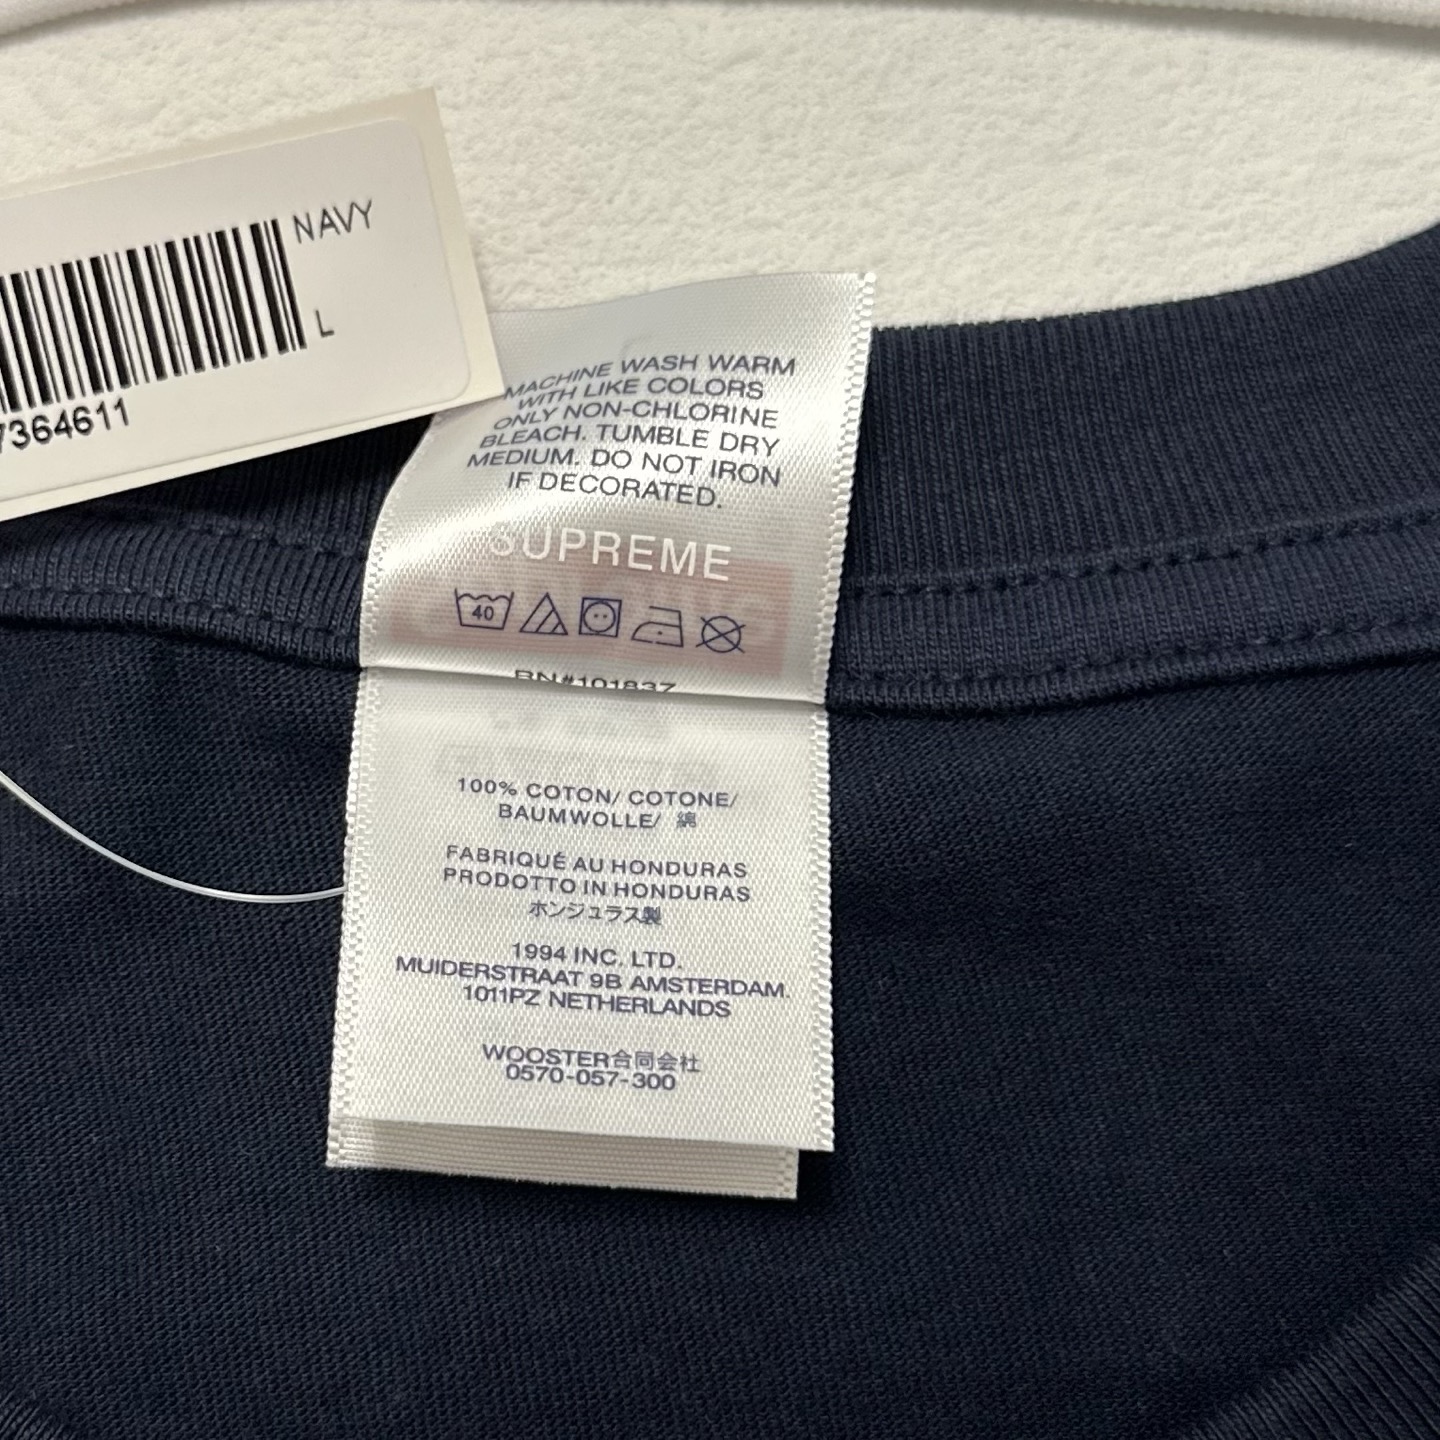 NAVY
L
7364611
MACHINE WASH WARM
WITH LIKE COLORS
ONLY NON-CHLORINE
BLEACH. TUMBLE DRY
MEDIUM. DO NOT IRON
IF DECORATED.
SUPREME
40
RN#101837
100% COTON/ COTONE/
BAUMWOLLE/ 綿
FABRIQUÉ AU HONDURAS
PRODOTTO IN HONDURAS
ホンジュラス製
1994 INC. LTD.
MUIDERSTRAAT 9B AMSTERDAM.
1011PZ NETHERLANDS
WOOSTER合同会社
0570-057-300